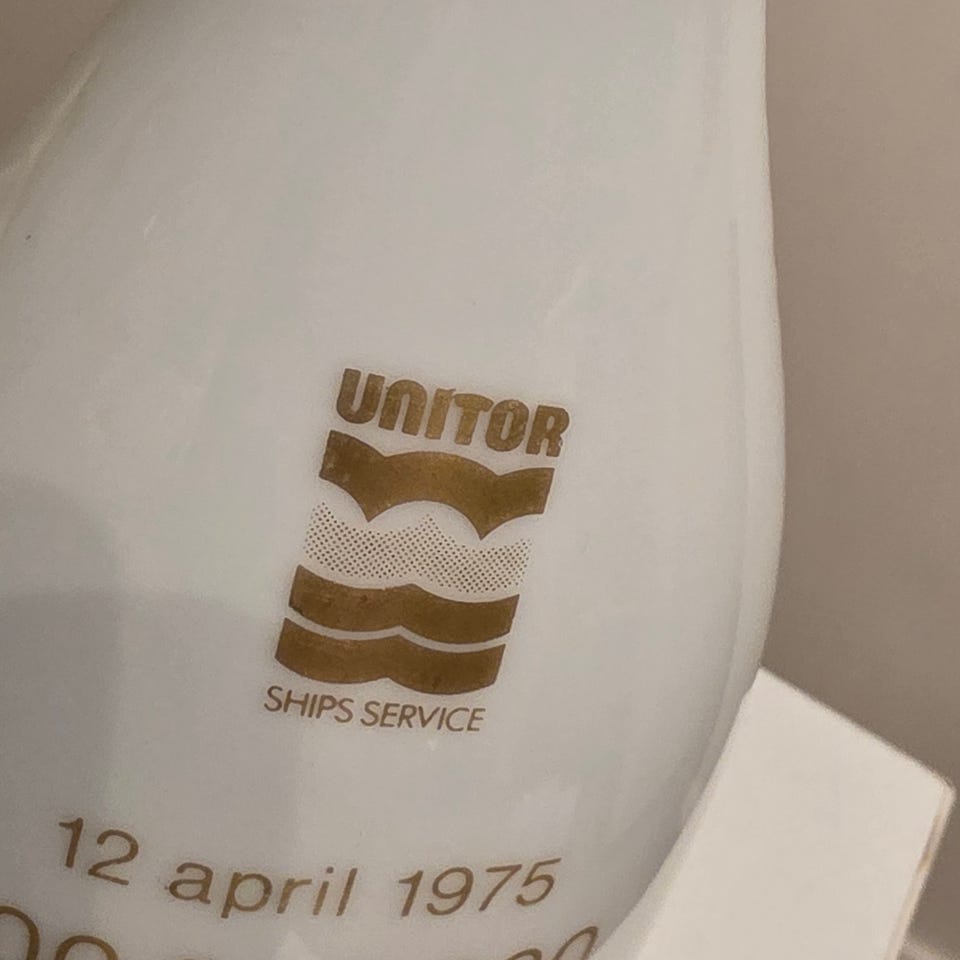 UNITOR
SHIPS SERVICE
12 april 1975